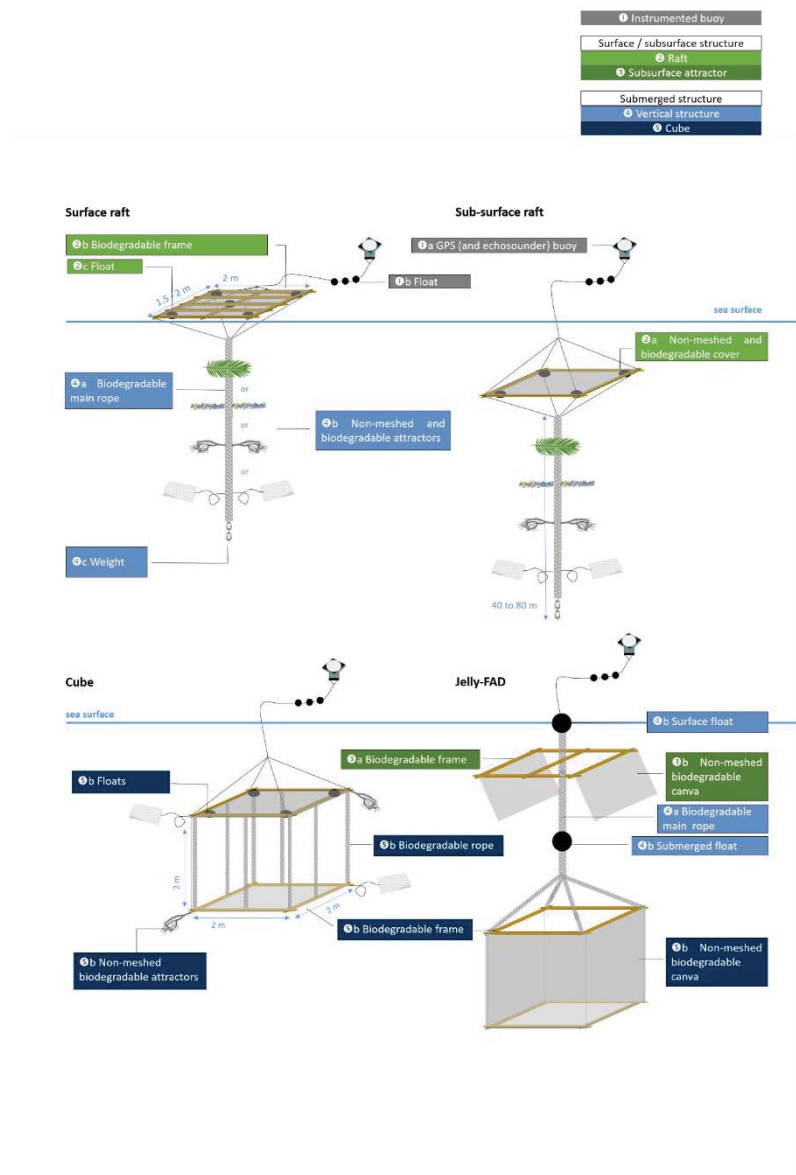 ❶ Instrumented buoy
Surface / subsurface structure
❷ Raft
❸ Subsurface attractor
Submerged structure
❹ Vertical structure
❺ Cube
Surface raft
❷b Biodegradable frame
❷c Float
2 m
1.5 / 2 m
❶b Float
❹a Biodegradable
main rope
or
or
or
❹b Non-meshed and
biodegradable attractors
❹c Weight
Sub-surface raft
❶a GPS (and echosounder) buoy
sea surface
❷a Non-meshed and
biodegradable cover
40 to 80 m
Cube
sea surface
❺b Floats
2 m
2 m
2 m
❺b Biodegradable rope
❺b Biodegradable frame
❺b Non-meshed
biodegradable attractors
Jelly-FAD
❹b Surface float
❸a Biodegradable frame
❸b Non-meshed
biodegradable
canva
❹a Biodegradable
main rope
❹b Submerged float
❺b Non-meshed
biodegradable
canva